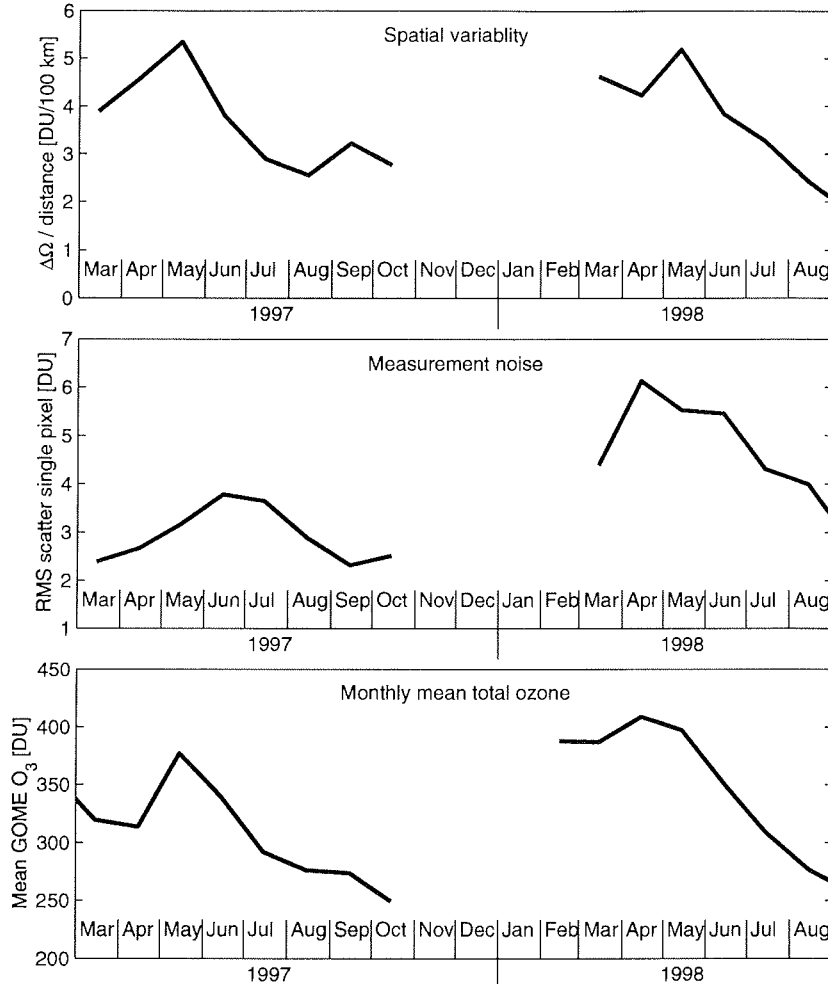 Spatial variablity
ΔΩ / distance [DU/100 km]
6
5
4
3
2
1
0
Mar Apr May Jun Jul Aug Sep Oct Nov Dec Jan Feb Mar Apr May Jun Jul Aug
1997 1998
Measurement noise
RMS scatter single pixel [DU]
7
6
5
4
3
2
1
Mar Apr May Jun Jul Aug Sep Oct Nov Dec Jan Feb Mar Apr May Jun Jul Aug
1997 1998
Monthly mean total ozone
Mean GOME O₃ [DU]
450
400
350
300
250
200
Mar Apr May Jun Jul Aug Sep Oct Nov Dec Jan Feb Mar Apr May Jun Jul Aug
1997 1998